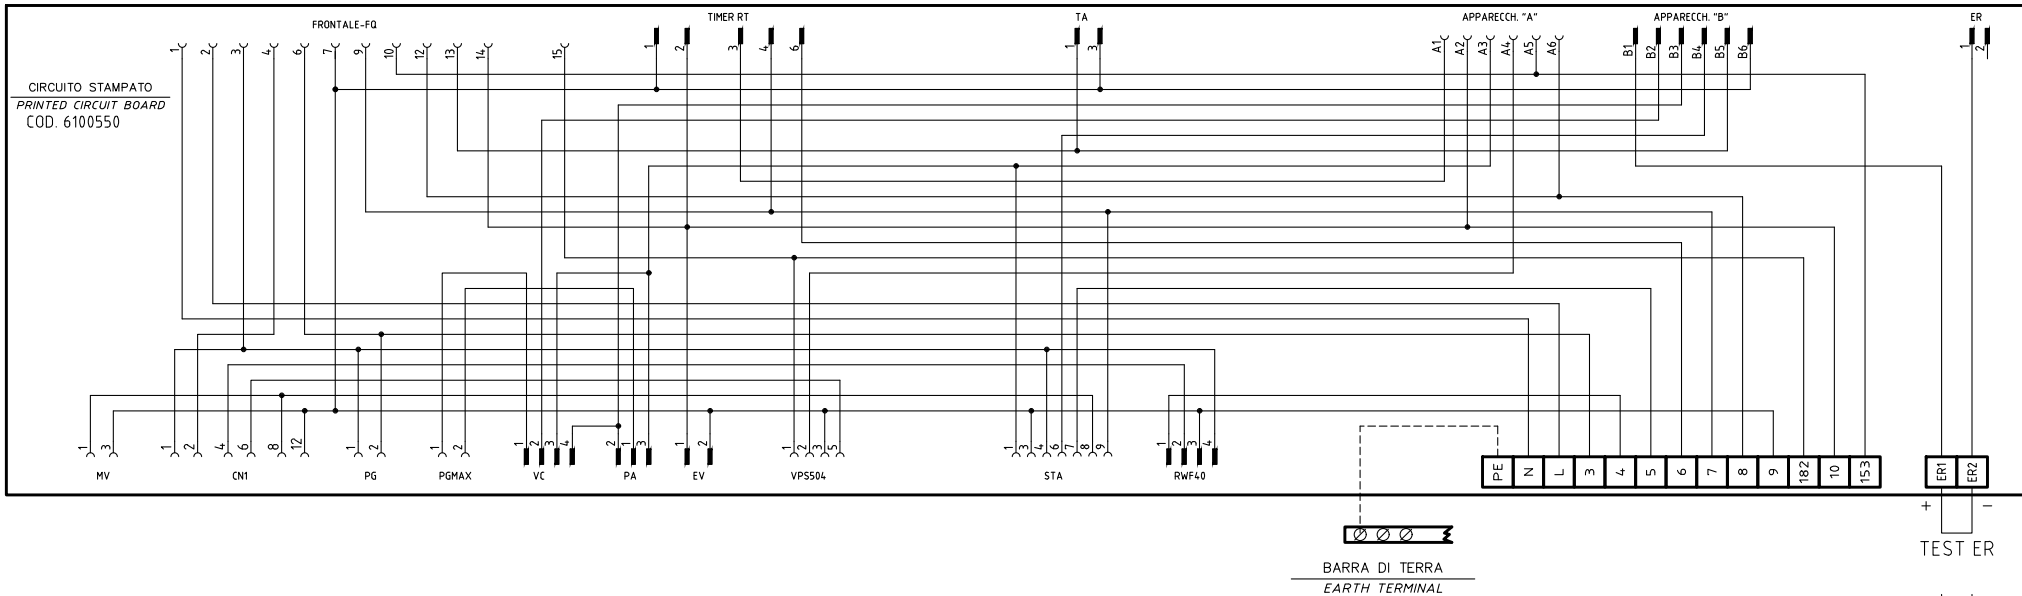 FRONTALE-FQ
TIMER RT
TA
APPARECCH. "A"
APPARECCH. "B"
ER
1 2 3 4 6 7 9 10 12 13 14 15
1 2 3 4 6
1 3
A1 A2 A3 A4 A5 A6
B1 B2 B3 B4 B5 B6
1 2
CIRCUITO STAMPATO
PRINTED CIRCUIT BOARD
COD. 6100550
1 3
1 2 4 6 8 12
1 2
1 2
1 2 3 4
2 1 3
1 2
1 2 3 5
1 3 4 6 7 8 9
1 2 3 4
MV
CN1
PG
PGMAX
VC
PA
EV
VPS504
STA
RWF40
PE N L 3 4 5 6 7 8 9 182 10 153
ER1 ER2
+ −
TEST ER
BARRA DI TERRA
EARTH TERMINAL